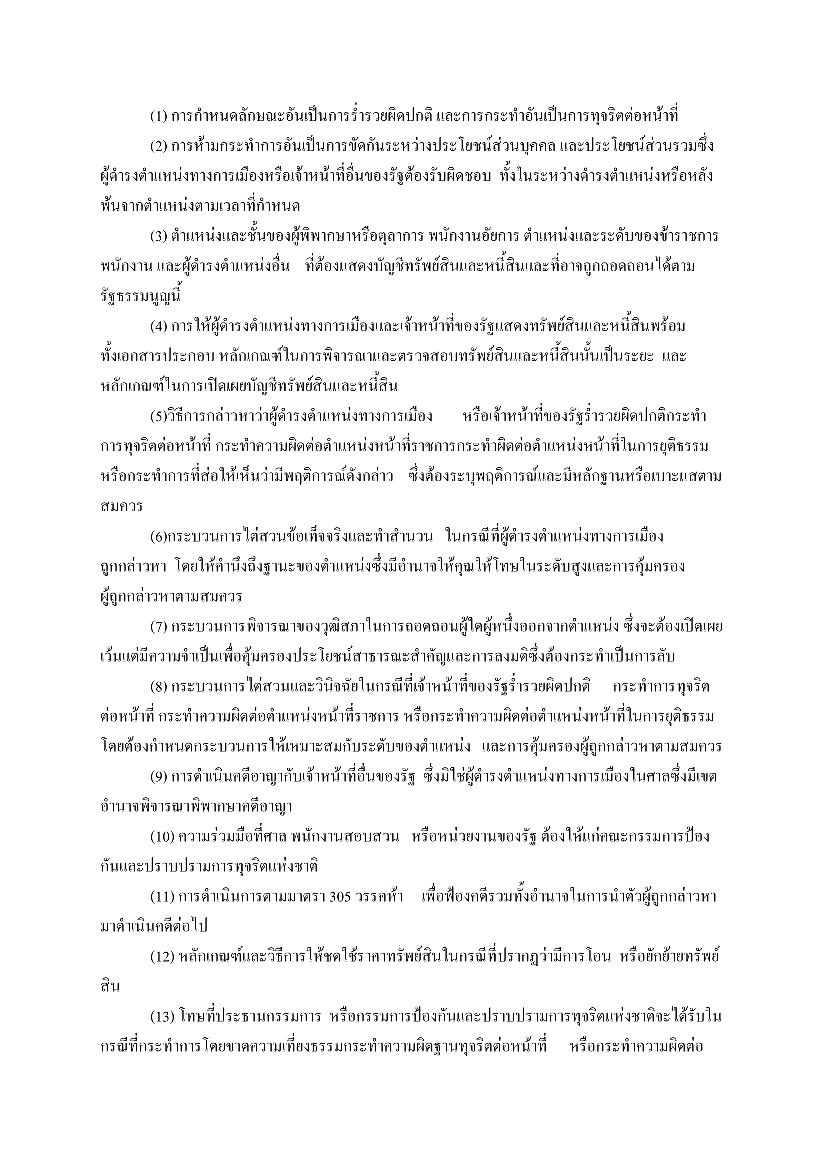 (1) การกำหนดลักษณะอันเป็นการร่ำรวยผิดปกติ และการกระทำอันเป็นการทุจริตต่อหน้าที่
(2) การห้ามกระทำการอันเป็นการขัดกันระหว่างประโยชน์ส่วนบุคคล และประโยชน์ส่วนรวมซึ่ง
ผู้ดำรงตำแหน่งทางการเมืองหรือเจ้าหน้าที่อื่นของรัฐต้องรับผิดชอบ ทั้งในระหว่างดำรงตำแหน่งหรือหลัง
พ้นจากตำแหน่งตามเวลาที่กำหนด
(3) ตำแหน่งและชั้นของผู้พิพากษาหรือตุลาการ พนักงานอัยการ ตำแหน่งและระดับของข้าราชการ
พนักงาน และผู้ดำรงตำแหน่งอื่น ที่ต้องแสดงบัญชีทรัพย์สินและหนี้สินและที่อาจถูกถอดถอนได้ตาม
รัฐธรรมนูญนี้
(4) การให้ผู้ดำรงตำแหน่งทางการเมืองและเจ้าหน้าที่ของรัฐแสดงทรัพย์สินและหนี้สินพร้อม
ทั้งเอกสารประกอบ หลักเกณฑ์ในการพิจารณาและตรวจสอบทรัพย์สินและหนี้สินนั้นเป็นระยะ และ
หลักเกณฑ์ในการเปิดเผยบัญชีทรัพย์สินและหนี้สิน
(5)วิธีการกล่าวหาว่าผู้ดำรงตำแหน่งทางการเมือง หรือเจ้าหน้าที่ของรัฐร่ำรวยผิดปกติกระทำ
การทุจริตต่อหน้าที่ กระทำความผิดต่อตำแหน่งหน้าที่ราชการกระทำผิดต่อตำแหน่งหน้าที่ในการยุติธรรม
หรือกระทำการที่ส่อให้เห็นว่ามีพฤติการณ์ดังกล่าว ซึ่งต้องระบุพฤติการณ์และมีหลักฐานหรือเบาะแสตาม
สมควร
(6)กระบวนการไต่สวนข้อเท็จจริงและทำสำนวน ในกรณีที่ผู้ดำรงตำแหน่งทางการเมือง
ถูกกล่าวหา โดยให้คำนึงถึงฐานะของตำแหน่งซึ่งมีอำนาจให้คุณให้โทษในระดับสูงและการคุ้มครอง
ผู้ถูกกล่าวหาตามสมควร
(7) กระบวนการพิจารณาของวุฒิสภาในการถอดถอนผู้ใดผู้หนึ่งออกจากตำแหน่ง ซึ่งจะต้องเปิดเผย
เว้นแต่มีความจำเป็นเพื่อคุ้มครองประโยชน์สาธารณะสำคัญและการลงมติซึ่งต้องกระทำเป็นการลับ
(8) กระบวนการไต่สวนและวินิจฉัยในกรณีที่เจ้าหน้าที่ของรัฐร่ำรวยผิดปกติ กระทำการทุจริต
ต่อหน้าที่ กระทำความผิดต่อตำแหน่งหน้าที่ราชการ หรือกระทำความผิดต่อตำแหน่งหน้าที่ในการยุติธรรม
โดยต้องกำหนดกระบวนการให้เหมาะสมกับระดับของตำแหน่ง และการคุ้มครองผู้ถูกกล่าวหาตามสมควร
(9) การดำเนินคดีอาญากับเจ้าหน้าที่อื่นของรัฐ ซึ่งมิใช่ผู้ดำรงตำแหน่งทางการเมืองในศาลซึ่งมีเขต
อำนาจพิจารณาพิพากษาคดีอาญา
(10) ความร่วมมือที่ศาล พนักงานสอบสวน หรือหน่วยงานของรัฐ ต้องให้แก่คณะกรรมการป้อง
กันและปราบปรามการทุจริตแห่งชาติ
(11) การดำเนินการตามมาตรา 305 วรรคห้า เพื่อฟ้องคดีรวมทั้งอำนาจในการนำตัวผู้ถูกกล่าวหา
มาดำเนินคดีต่อไป
(12) หลักเกณฑ์และวิธีการให้ชดใช้ราคาทรัพย์สินในกรณีที่ปรากฏว่ามีการโอน หรือยักย้ายทรัพย์
สิน
(13) โทษที่ประธานกรรมการ หรือกรรมการป้องกันและปราบปรามการทุจริตแห่งชาติจะได้รับใน
กรณีที่กระทำการโดยขาดความเที่ยงธรรมกระทำความผิดฐานทุจริตต่อหน้าที่ หรือกระทำความผิดต่อ